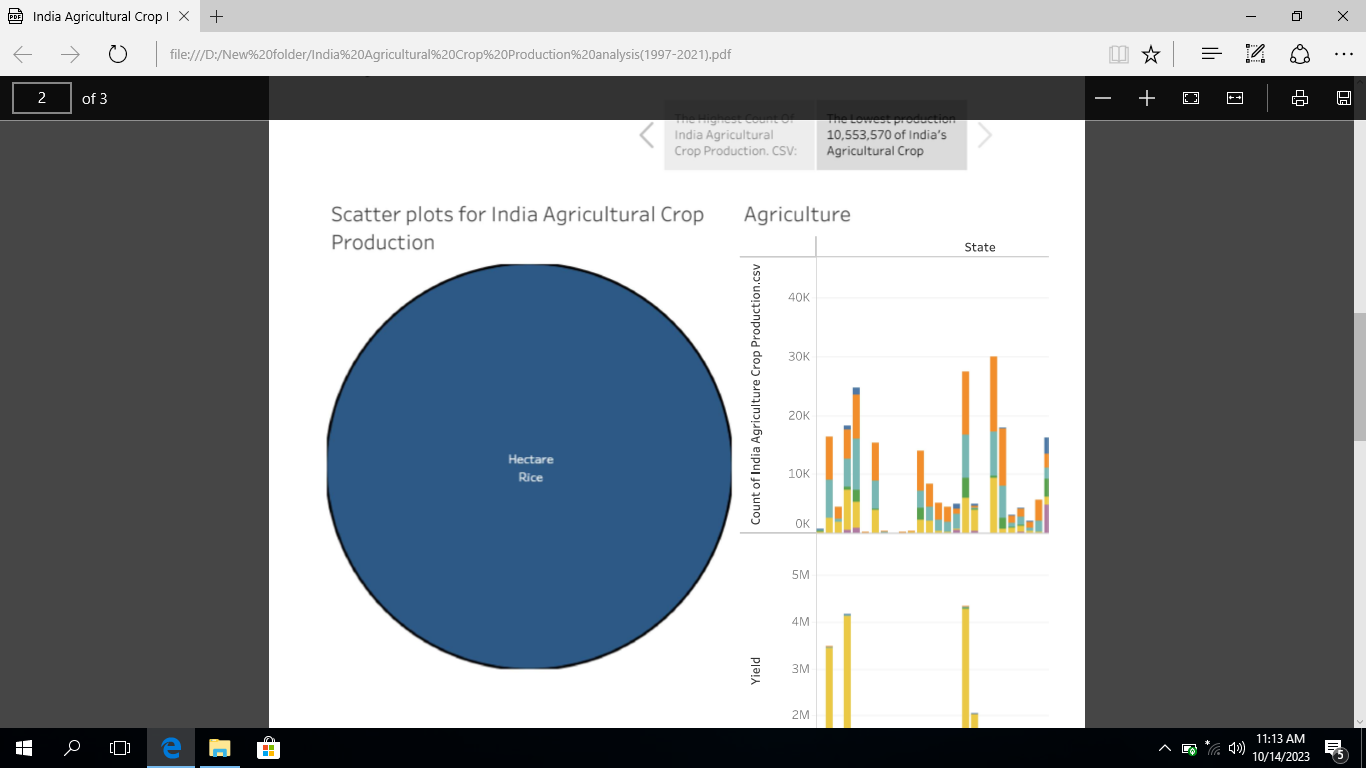 India Agricultural Crop I
file:///D:/New%20folder/India%20Agricultural%20Crop%20Production%20analysis(1997-2021).pdf
2 of 3
The Highest Count Of
India Agricultural
Crop Production. CSV:
The Lowest production
10,553,570 of India's
Agricultural Crop
Scatter plots for India Agricultural Crop
Production
Hectare
Rice
Agriculture
State
Count of India Agriculture Crop Production.csv
40K
30K
20K
10K
0K
Yield
5M
4M
3M
2M
11:13 AM
10/14/2023
5